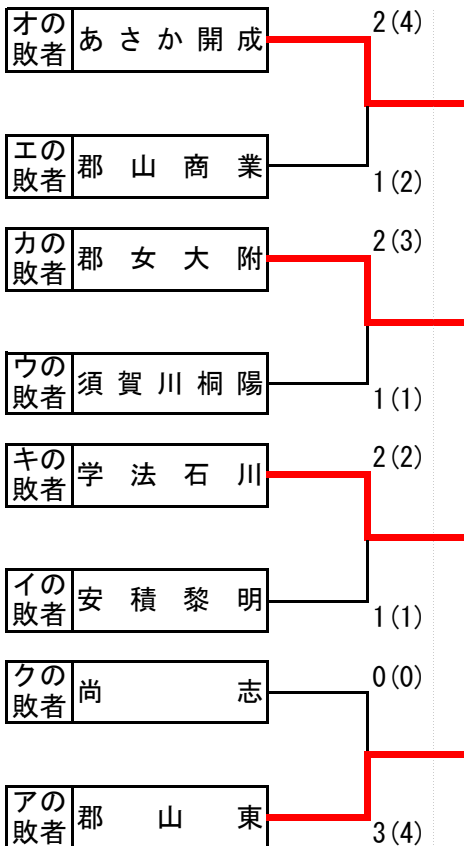 オの敗者 あさか開成 2(4)
エの敗者 郡山商業 1(2)
カの敗者 郡女大附 2(3)
ウの敗者 須賀川桐陽 1(1)
キの敗者 学法石川 2(2)
イの敗者 安積黎明 1(1)
クの敗者 尚志 0(0)
アの敗者 郡山東 3(4)